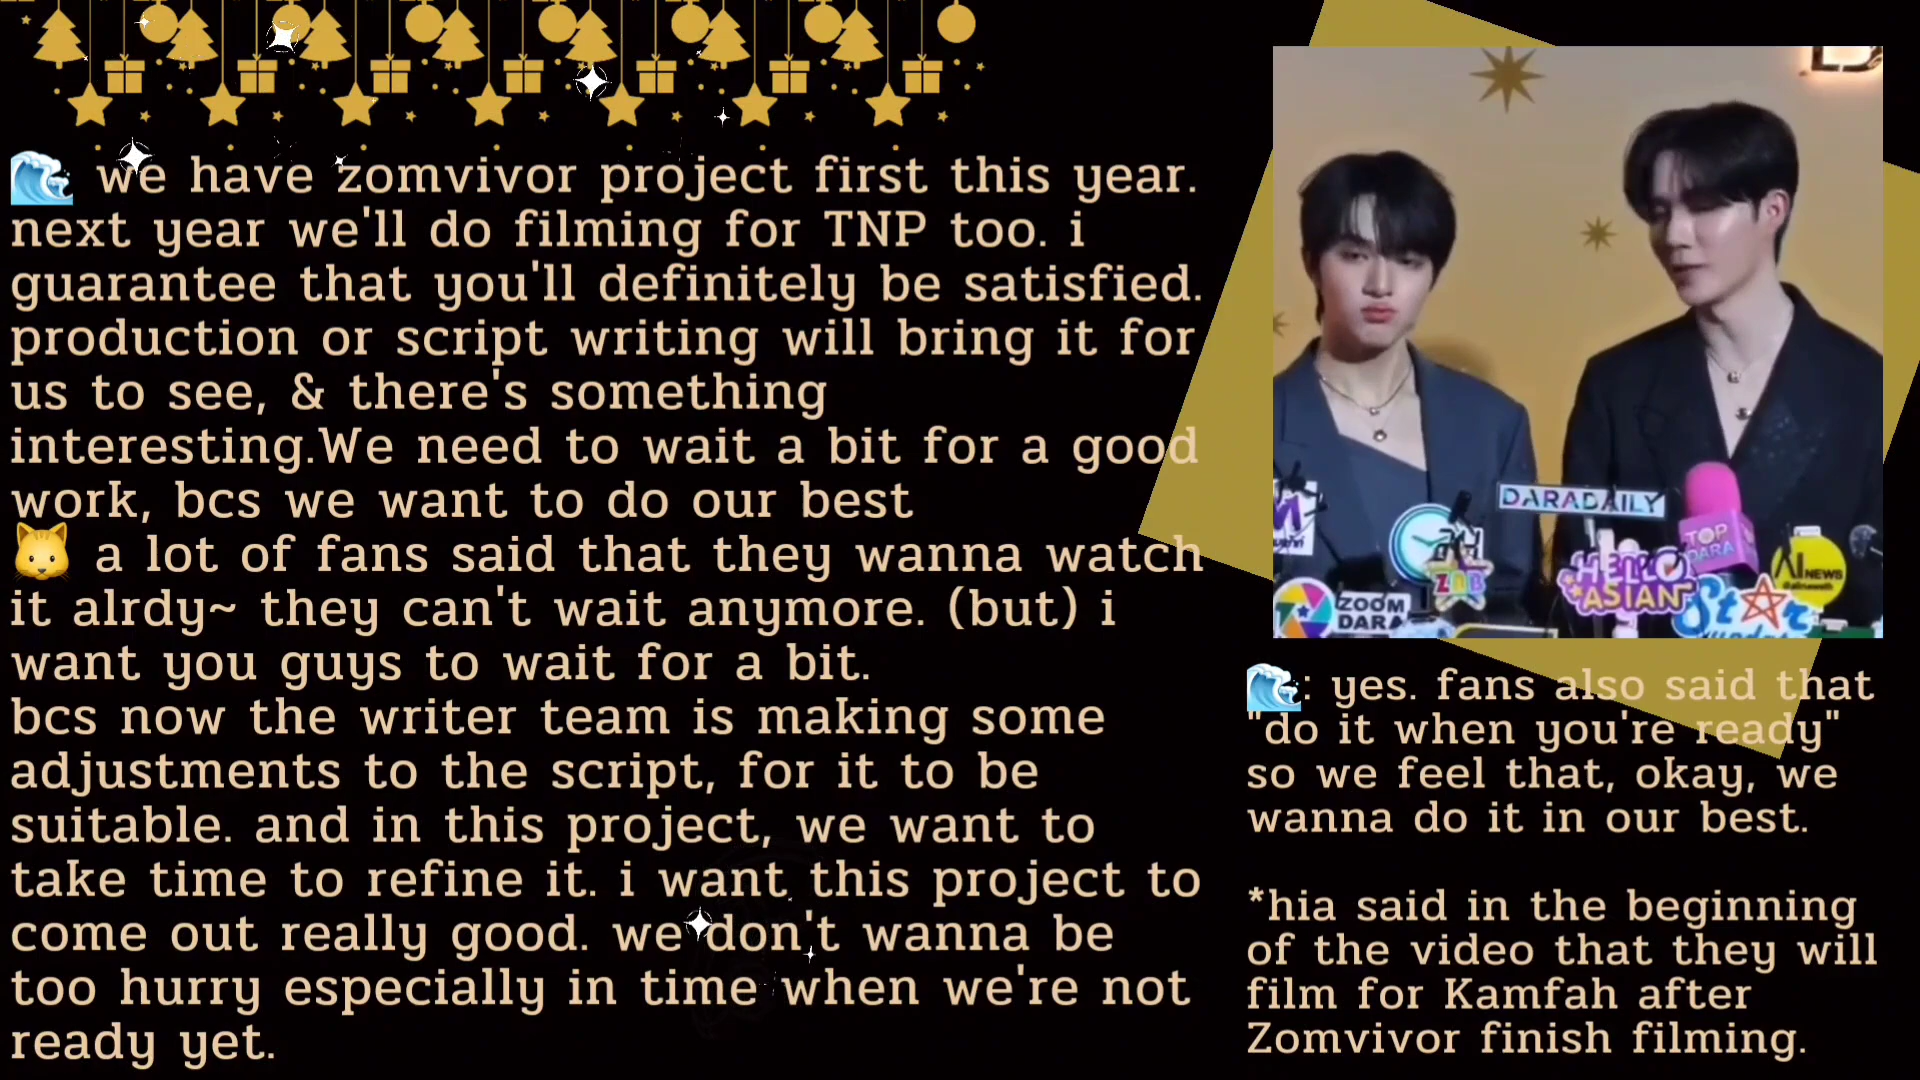 🌊 we have zomvivor project first this year.
next year we'll do filming for TNP too. i
guarantee that you'll definitely be satisfied.
production or script writing will bring it for
us to see, & there's something
interesting.We need to wait a bit for a good
work, bcs we want to do our best
🐱 a lot of fans said that they wanna watch
it alrdy~ they can't wait anymore. (but) i
want you guys to wait for a bit.
bcs now the writer team is making some
adjustments to the script, for it to be
suitable. and in this project, we want to
take time to refine it. i want this project to
come out really good. we don't wanna be
too hurry especially in time when we're not
ready yet.
DARADAILY
TOP
DARA
ZNB
HELLO
ASIAN
NEWS
ZOOM
DARA
Star
🌊: yes. fans also said that
"do it when you're ready"
so we feel that, okay, we
wanna do it in our best.
*hia said in the beginning
of the video that they will
film for Kamfah after
Zomvivor finish filming.